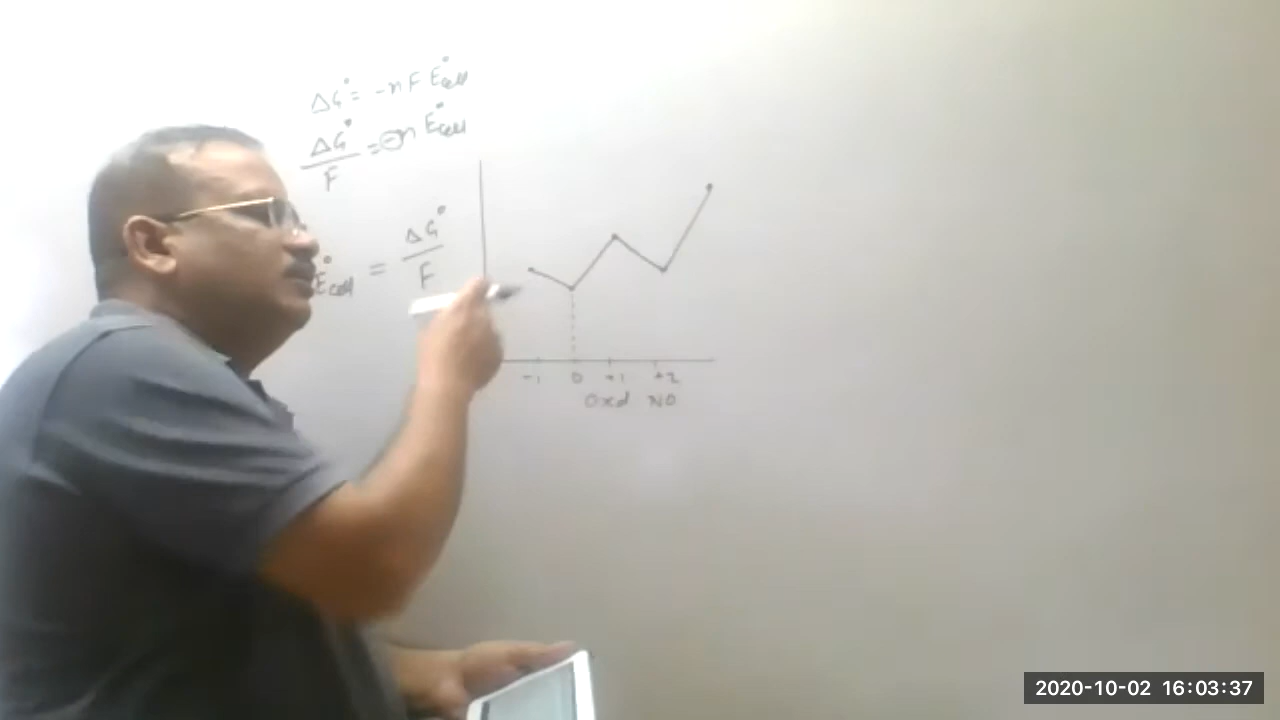 ΔG° = -nF E°cell
ΔG°/F = -n E°cell
E°cell = ΔG°/F
-1 0 +1 +2
Oxd NO
2020-10-02 16:03:37